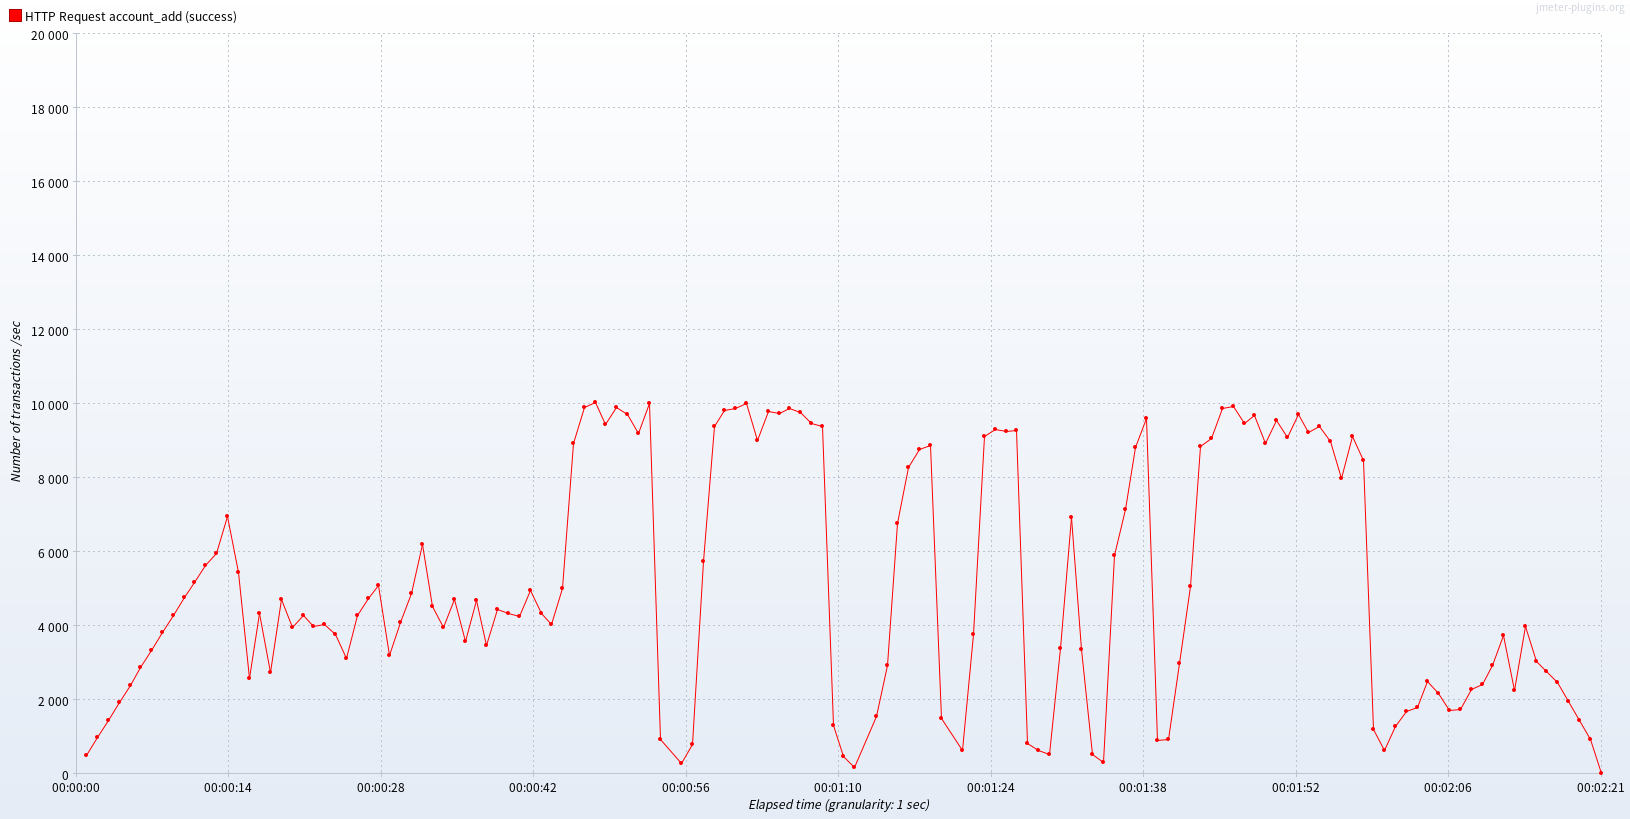 HTTP Request account_add (success)
jmeter-plugins.org
20 000
18 000
16 000
14 000
12 000
10 000
8 000
6 000
4 000
2 000
0
Number of transactions /sec
00:00:00 00:00:14 00:00:28 00:00:42 00:00:56 00:01:10 00:01:24 00:01:38 00:01:52 00:02:06 00:02:21
Elapsed time (granularity: 1 sec)